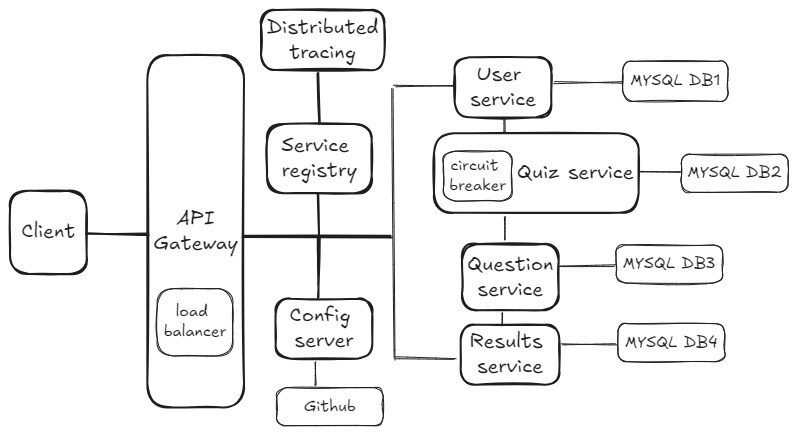 Distributed
tracing
User
service
MYSQL DB1
Service
registry
circuit
breaker
Quiz service
MYSQL DB2
Client
API
Gateway
Question
service
MYSQL DB3
load
balancer
Config
server
Results
service
MYSQL DB4
Github